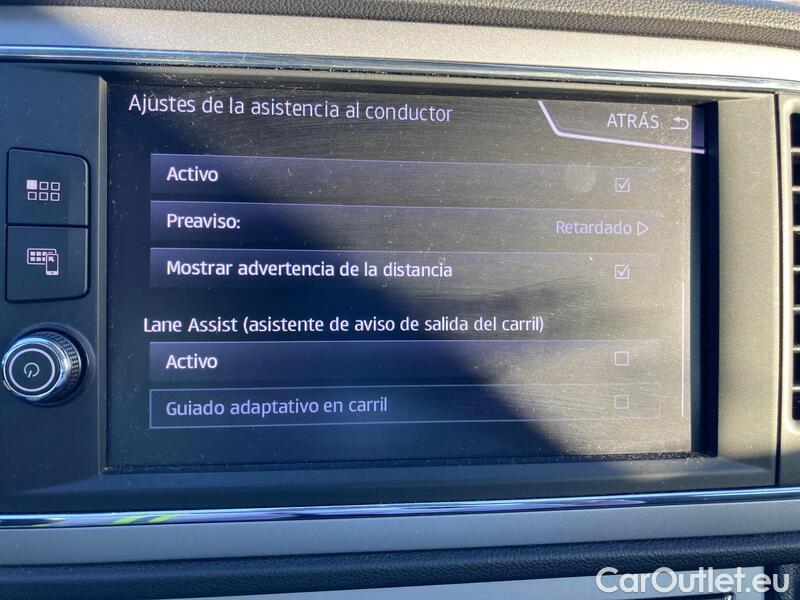 Ajustes de la asistencia al conductor
ATRÁS
Activo
Preaviso:
Retardado
Mostrar advertencia de la distancia
Lane Assist (asistente de aviso de salida del carril)
Activo
Guiado adaptativo en carril
CarOutlet.eu